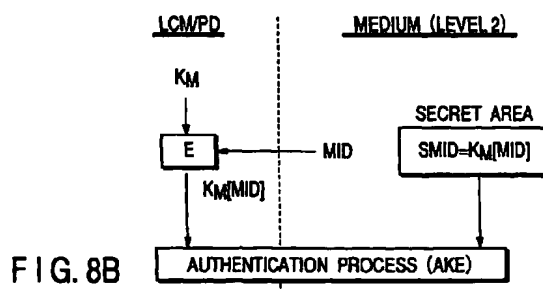 LCM/PD
MEDIUM (LEVEL 2)
KM
SECRET AREA
E
MID
SMID=KM[MID]
KM[MID]
AUTHENTICATION PROCESS (AKE)
FIG. 8B